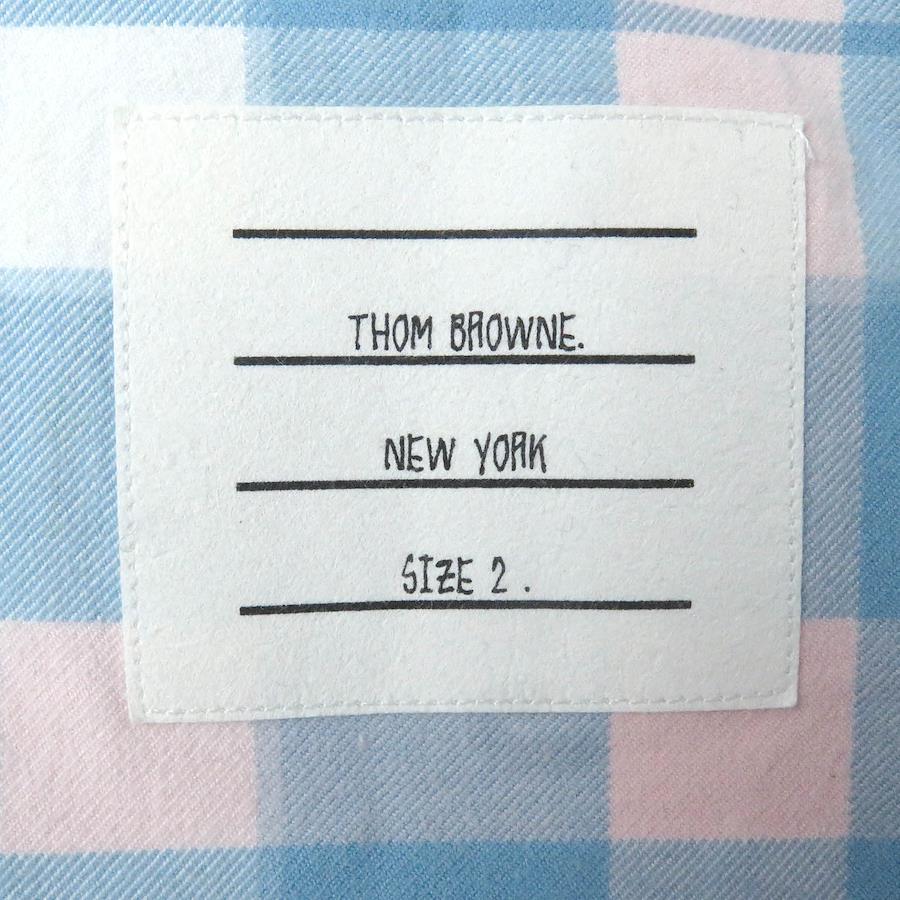 THOM BROWNE.
NEW YORK
SIZE 2 .